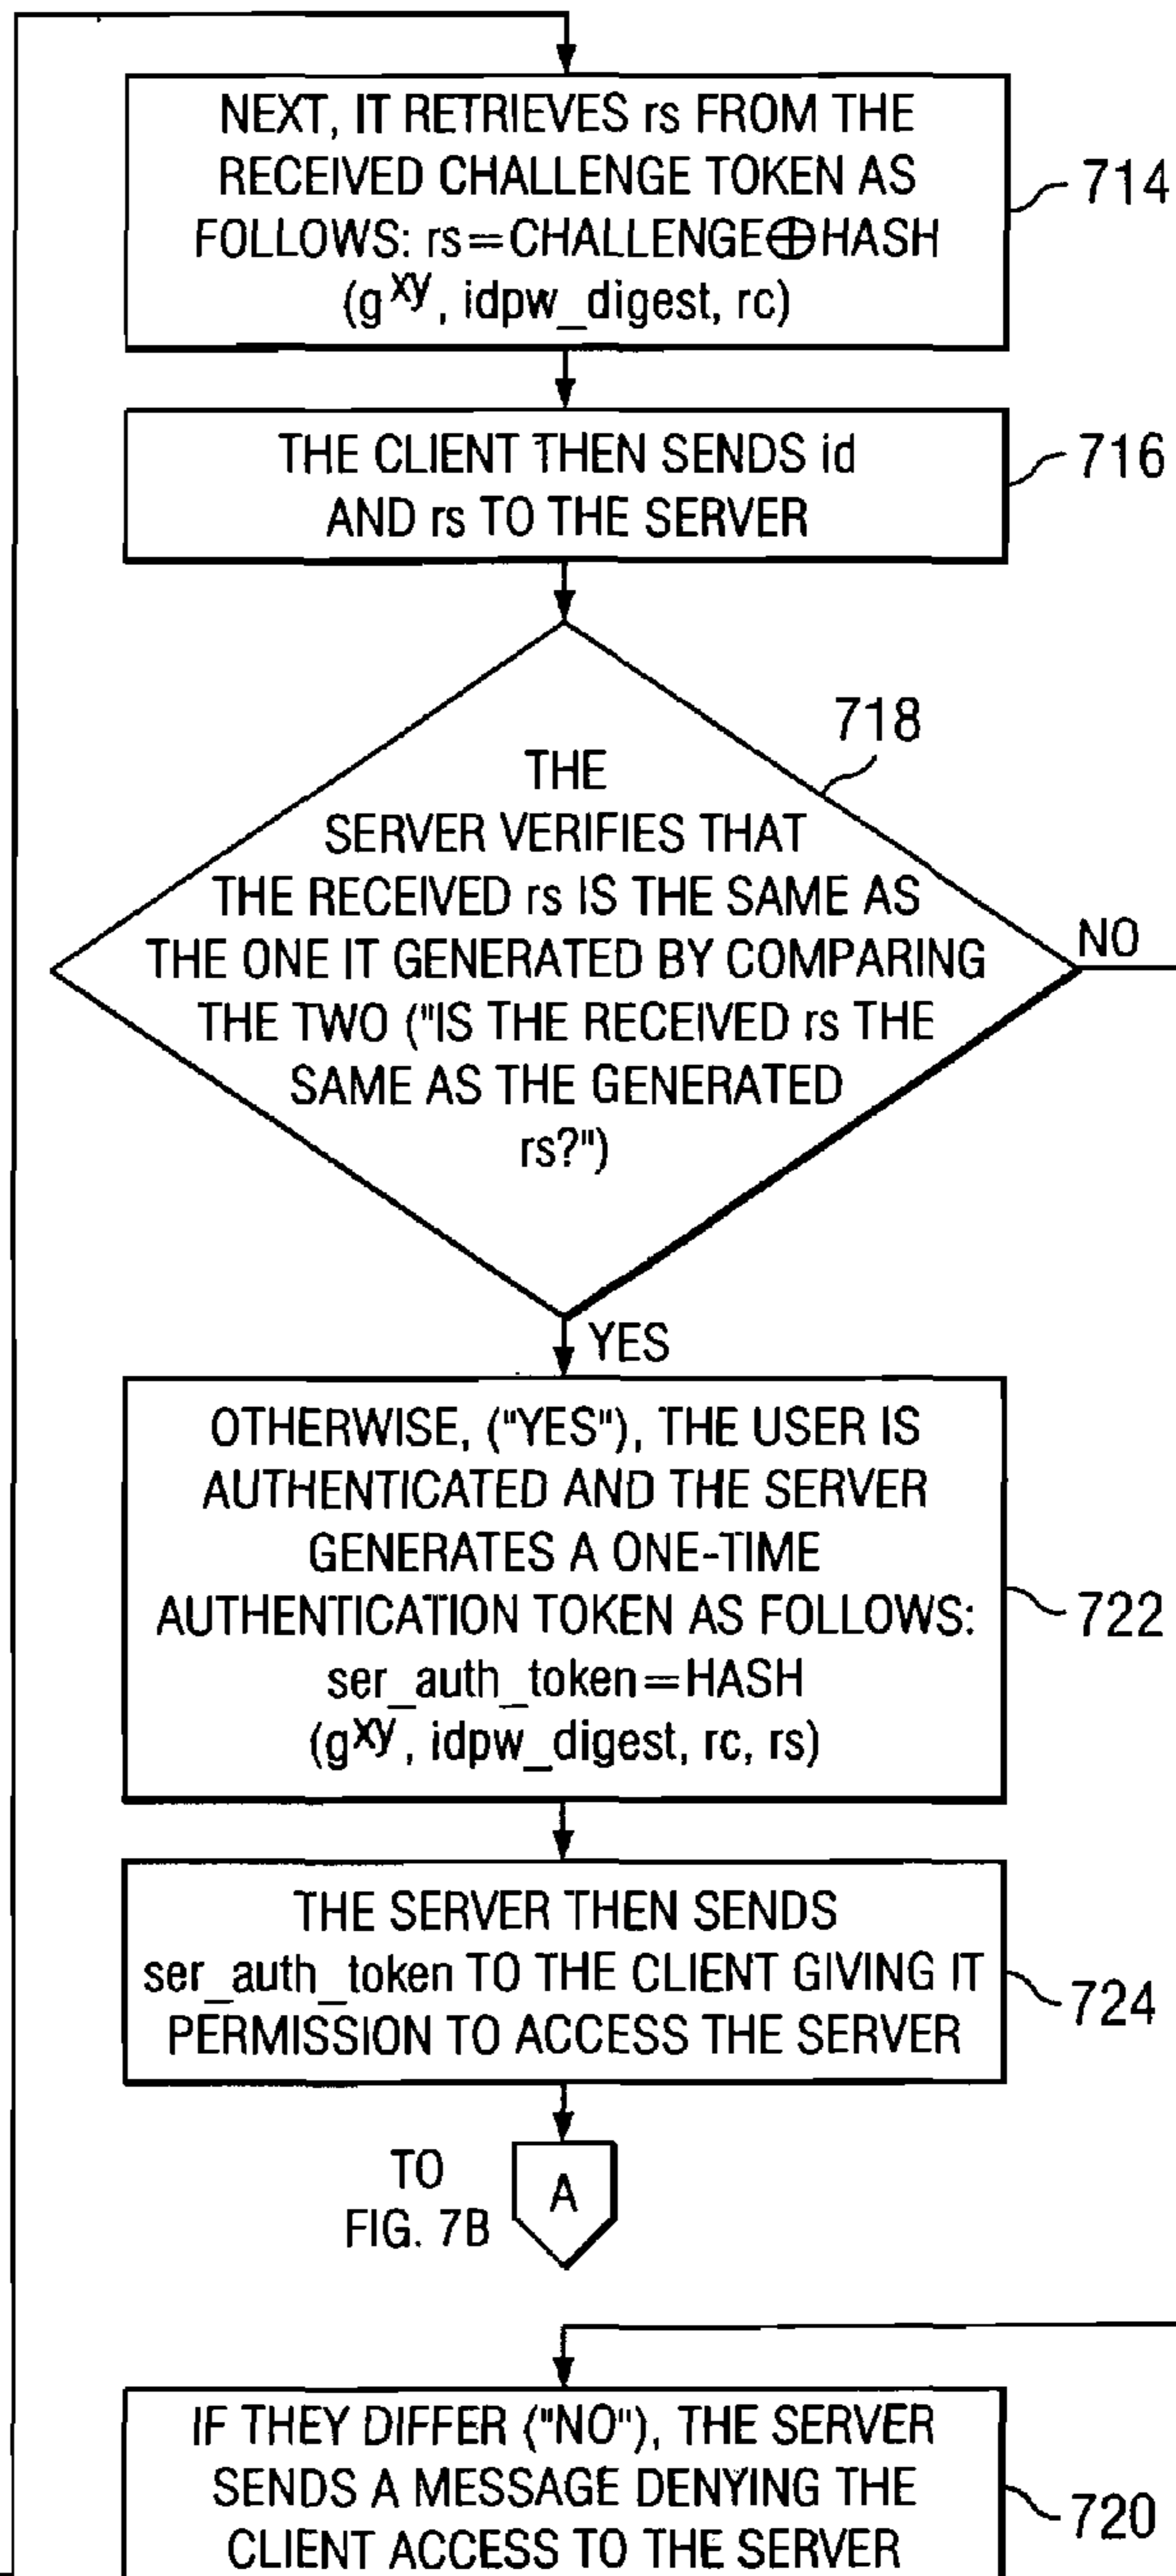 NEXT, IT RETRIEVES rs FROM THE
RECEIVED CHALLENGE TOKEN AS
FOLLOWS: rs=CHALLENGE⊕HASH
(g^xy, idpw_digest, rc)
714
THE CLIENT THEN SENDS id
AND rs TO THE SERVER
716
718
THE
SERVER VERIFIES THAT
THE RECEIVED rs IS THE SAME AS
THE ONE IT GENERATED BY COMPARING
THE TWO ("IS THE RECEIVED rs THE
SAME AS THE GENERATED
rs?")
NO
YES
OTHERWISE, ("YES"), THE USER IS
AUTHENTICATED AND THE SERVER
GENERATES A ONE-TIME
AUTHENTICATION TOKEN AS FOLLOWS:
ser_auth_token=HASH
(g^xy, idpw_digest, rc, rs)
722
THE SERVER THEN SENDS
ser_auth_token TO THE CLIENT GIVING IT
PERMISSION TO ACCESS THE SERVER
724
TO
FIG. 7B
A
IF THEY DIFFER ("NO"), THE SERVER
SENDS A MESSAGE DENYING THE
CLIENT ACCESS TO THE SERVER
720